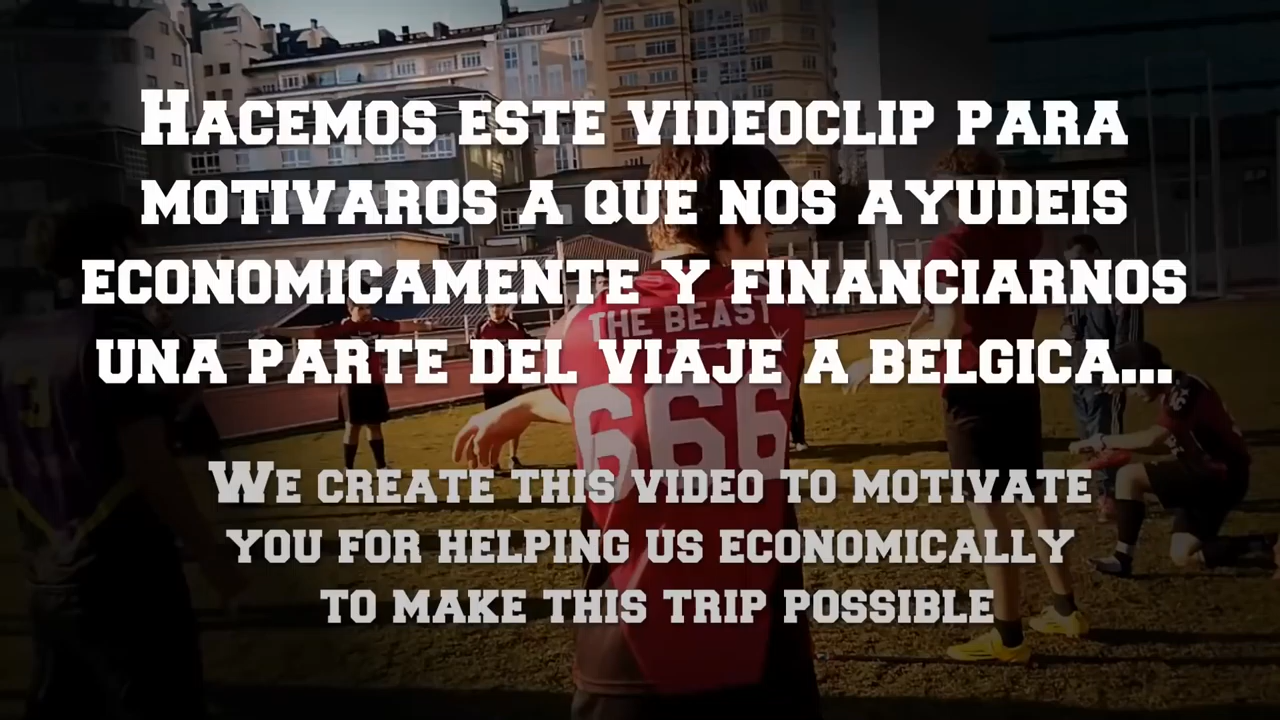 Hacemos este videoclip para
motivaros a que nos ayudeis
economicamente y financiarnos
una parte del viaje a belgica...
THE BEAST
666
We create this video to motivate
you for helping us economically
to make this trip possible
3